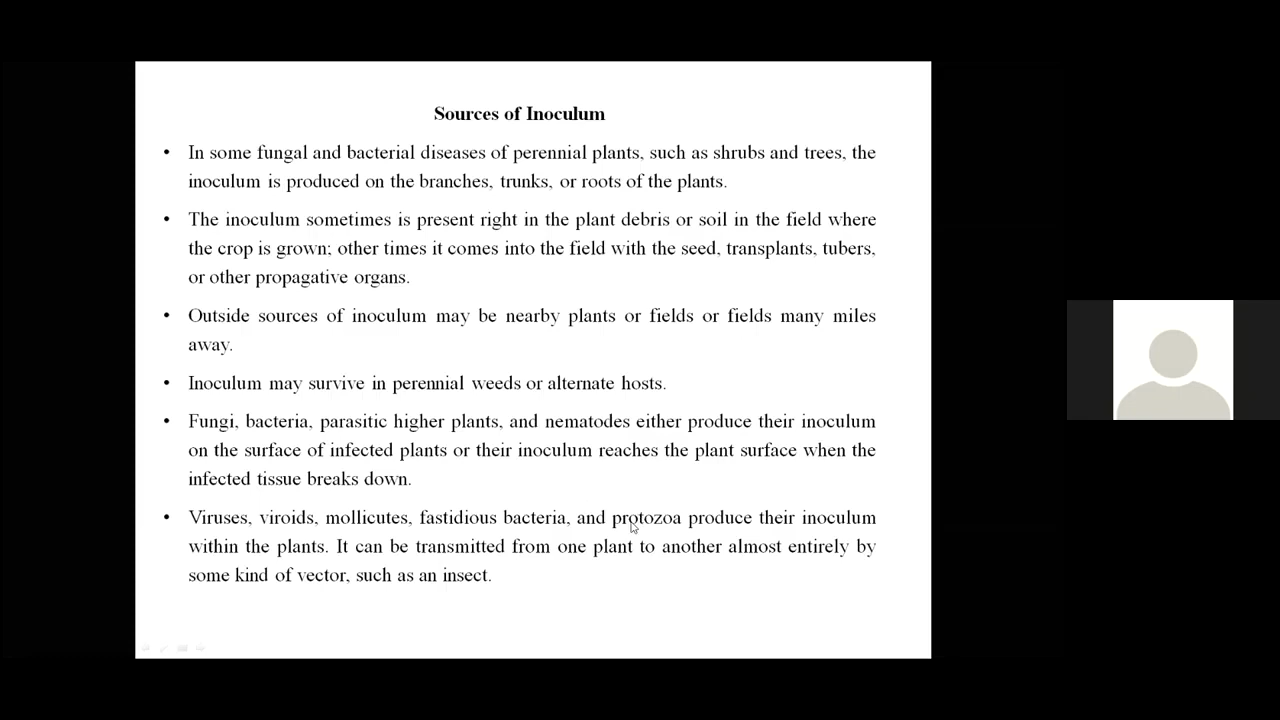 Sources of Inoculum
• In some fungal and bacterial diseases of perennial plants, such as shrubs and trees, the
inoculum is produced on the branches, trunks, or roots of the plants.
• The inoculum sometimes is present right in the plant debris or soil in the field where
the crop is grown; other times it comes into the field with the seed, transplants, tubers,
or other propagative organs.
• Outside sources of inoculum may be nearby plants or fields or fields many miles
away.
• Inoculum may survive in perennial weeds or alternate hosts.
• Fungi, bacteria, parasitic higher plants, and nematodes either produce their inoculum
on the surface of infected plants or their inoculum reaches the plant surface when the
infected tissue breaks down.
• Viruses, viroids, mollicutes, fastidious bacteria, and protozoa produce their inoculum
within the plants. It can be transmitted from one plant to another almost entirely by
some kind of vector, such as an insect.